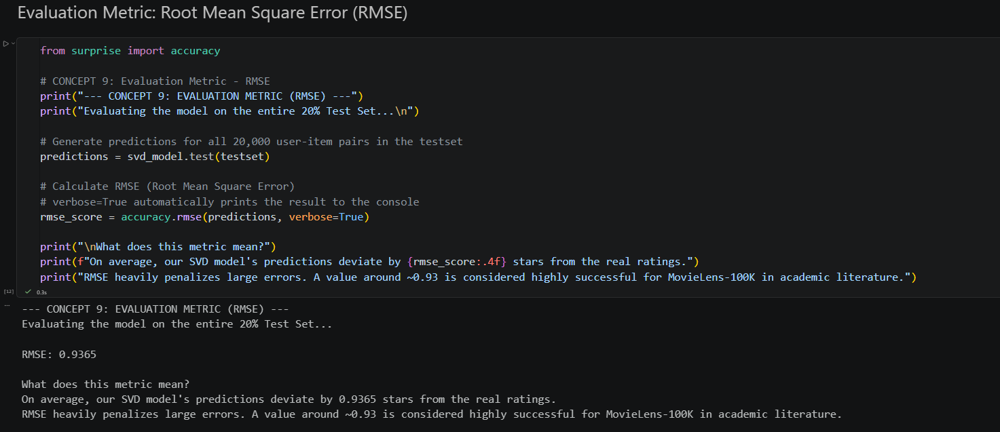 Evaluation Metric: Root Mean Square Error (RMSE)
from surprise import accuracy
# CONCEPT 9: Evaluation Metric - RMSE
print("--- CONCEPT 9: EVALUATION METRIC (RMSE) ---")
print("Evaluating the model on the entire 20% Test Set...\n")
# Generate predictions for all 20,000 user-item pairs in the testset
predictions = svd_model.test(testset)
# Calculate RMSE (Root Mean Square Error)
# verbose=True automatically prints the result to the console
rmse_score = accuracy.rmse(predictions, verbose=True)
print("\nWhat does this metric mean?")
print(f"On average, our SVD model's predictions deviate by {rmse_score:.4f} stars from the real ratings.")
print("RMSE heavily penalizes large errors. A value around ~0.93 is considered highly successful for MovieLens-100K in academic literature.")
[12] ✓ 0.3s
... --- CONCEPT 9: EVALUATION METRIC (RMSE) ---
Evaluating the model on the entire 20% Test Set...
RMSE: 0.9365
What does this metric mean?
On average, our SVD model's predictions deviate by 0.9365 stars from the real ratings.
RMSE heavily penalizes large errors. A value around ~0.93 is considered highly successful for MovieLens-100K in academic literature.